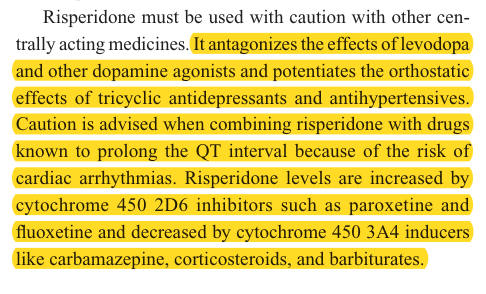 Risperidone must be used with caution with other cen-
trally acting medicines. It antagonizes the effects of levodopa
and other dopamine agonists and potentiates the orthostatic
effects of tricyclic antidepressants and antihypertensives.
Caution is advised when combining risperidone with drugs
known to prolong the QT interval because of the risk of
cardiac arrhythmias. Risperidone levels are increased by
cytochrome 450 2D6 inhibitors such as paroxetine and
fluoxetine and decreased by cytochrome 450 3A4 inducers
like carbamazepine, corticosteroids, and barbiturates.